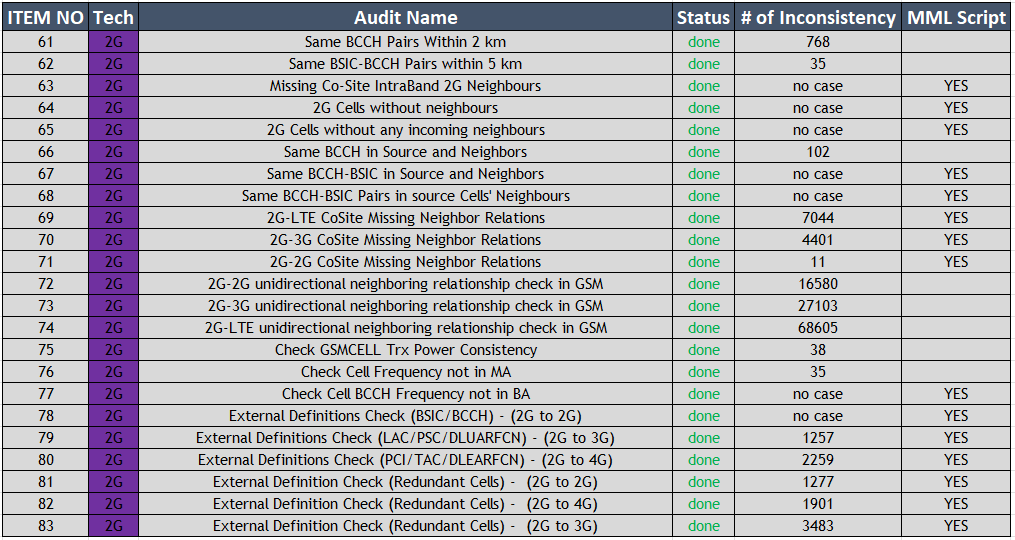 ITEM NO Tech Audit Name Status # of Inconsistency MML Script
61 2G Same BCCH Pairs Within 2 km done 768
62 2G Same BSIC-BCCH Pairs within 5 km done 35
63 2G Missing Co-Site IntraBand 2G Neighbours done no case YES
64 2G 2G Cells without neighbours done no case YES
65 2G 2G Cells without any incoming neighbours done no case YES
66 2G Same BCCH in Source and Neighbors done 102
67 2G Same BCCH-BSIC in Source and Neighbors done no case YES
68 2G Same BCCH-BSIC Pairs in source Cells' Neighbours done no case YES
69 2G 2G-LTE CoSite Missing Neighbor Relations done 7044 YES
70 2G 2G-3G CoSite Missing Neighbor Relations done 4401 YES
71 2G 2G-2G CoSite Missing Neighbor Relations done 11 YES
72 2G 2G-2G unidirectional neighboring relationship check in GSM done 16580
73 2G 2G-3G unidirectional neighboring relationship check in GSM done 27103
74 2G 2G-LTE unidirectional neighboring relationship check in GSM done 68605
75 2G Check GSMCELL Trx Power Consistency done 38
76 2G Check Cell Frequency not in MA done 35
77 2G Check Cell BCCH Frequency not in BA done no case YES
78 2G External Definitions Check (BSIC/BCCH) - (2G to 2G) done no case YES
79 2G External Definitions Check (LAC/PSC/DLUARFCN) - (2G to 3G) done 1257 YES
80 2G External Definitions Check (PCI/TAC/DLEARFCN) - (2G to 4G) done 2259 YES
81 2G External Definition Check (Redundant Cells) - (2G to 2G) done 1277 YES
82 2G External Definition Check (Redundant Cells) - (2G to 4G) done 1901 YES
83 2G External Definition Check (Redundant Cells) - (2G to 3G) done 3483 YES